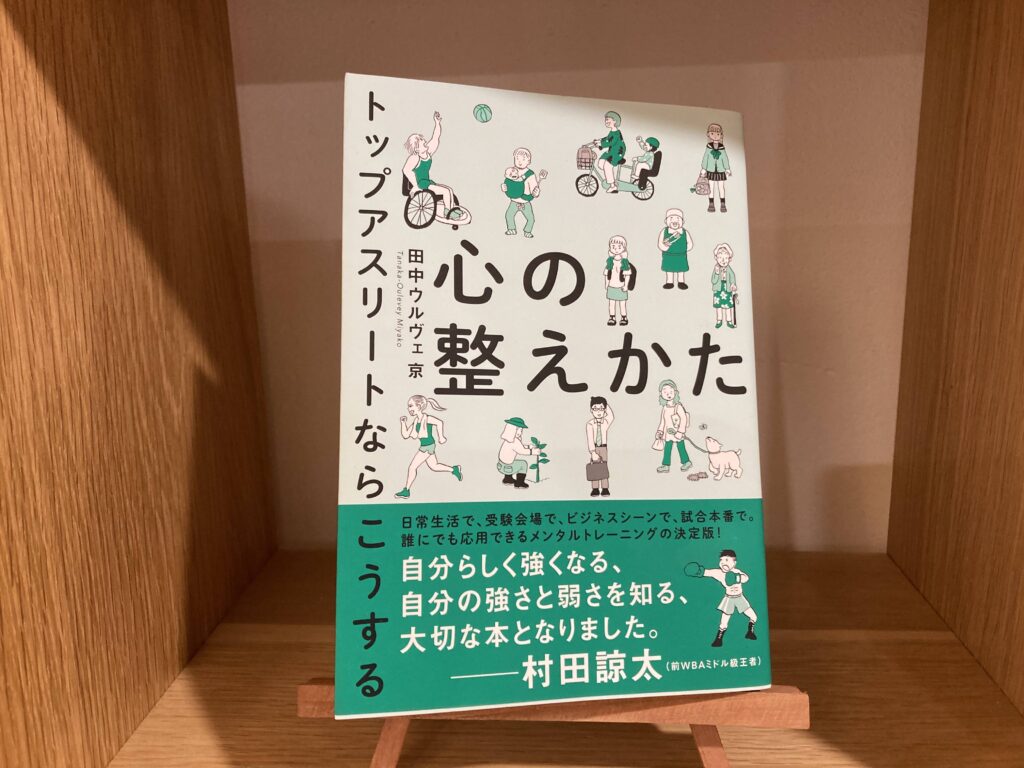 トップアスリートならこうする
心の
整えかた
田中ウルヴェ 京
Tanaka-Oulevey Miyako
日常生活で、受験会場で、ビジネスシーンで、試合本番で。
誰にでも応用できるメンタルトレーニングの決定版!
自分らしく強くなる、
自分の強さと弱さを知る、
大切な本となりました。
――村田諒太(前WBAミドル級王者)